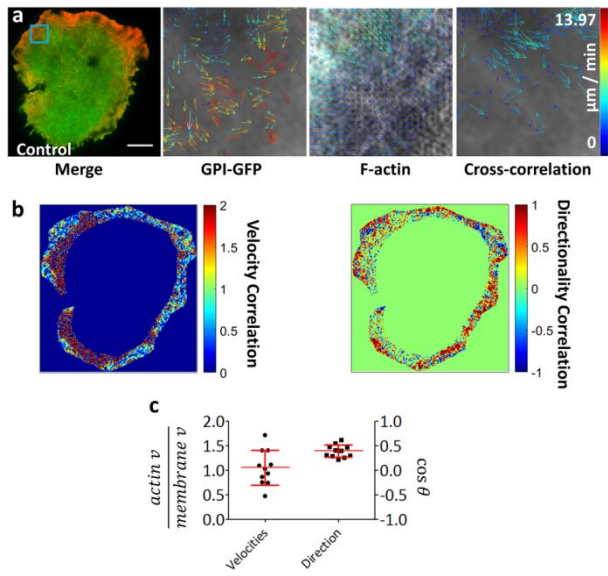 a
Control
Merge
GPI-GFP
F-actin
Cross-correlation
13.97
µm / min
0
b
2
1.5
1
0.5
0
Velocity Correlation
1
0.5
0
-0.5
-1
Directionality Correlation
c
actin v
membrane v
2.0
1.5
1.0
0.5
0.0
1.0
0.5
0.0
-0.5
-1.0
cos θ
Velocities
Direction